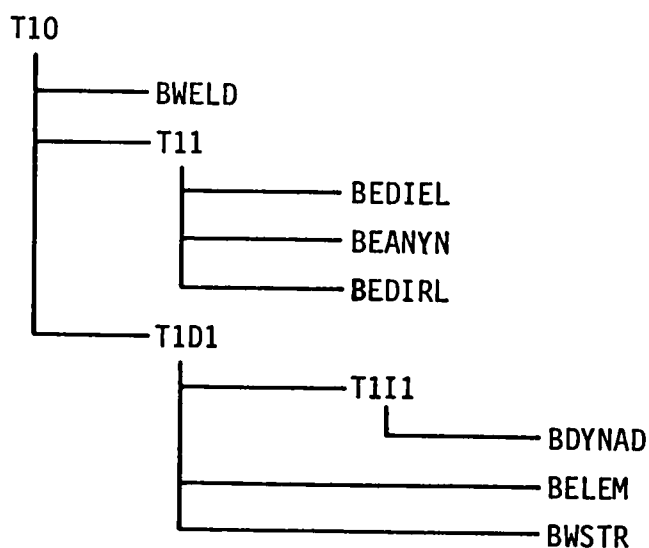 T10
BWELD
T11
BEDIEL
BEANYN
BEDIRL
T1D1
T1I1
BDYNAD
BELEM
BWSTR